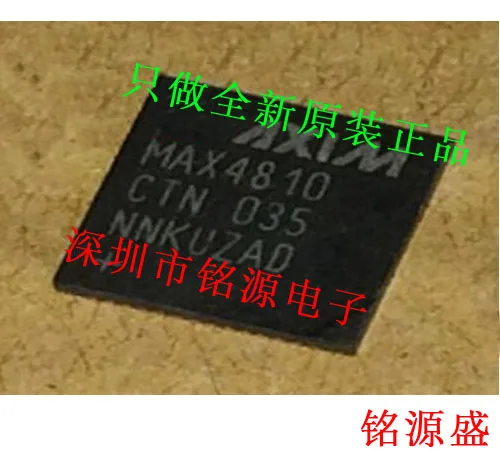 只做全新原装正品
MAXIM
MAX4810
CTN 035
NNKUZAD
深圳市铭源电子
+
铭源盛